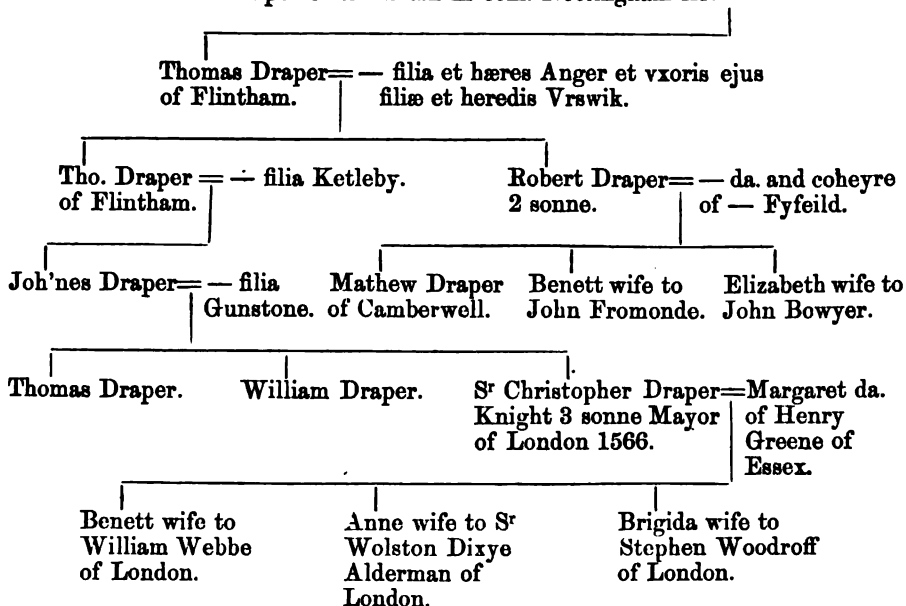 Thomas Draper=— filia et hæres Anger et vxoris ejus
of Flintham. filiæ et heredis Vrswik.
Tho. Draper = — filia Ketleby. Robert Draper=— da. and coheyre
of Flintham. 2 sonne. of — Fyfeild.
Joh'nes Draper=— filia Mathew Draper Benett wife to Elizabeth wife to
Gunstone. of Camberwell. John Fromonde. John Bowyer.
Thomas Draper. William Draper. Sr Christopher Draper=Margaret da.
Knight 3 sonne Mayor of Henry
of London 1566. Greene of
Essex.
Benett wife to Anne wife to Sr Brigida wife to
William Webbe Wolston Dixye Stephen Woodroff
of London. Alderman of of London.
London.